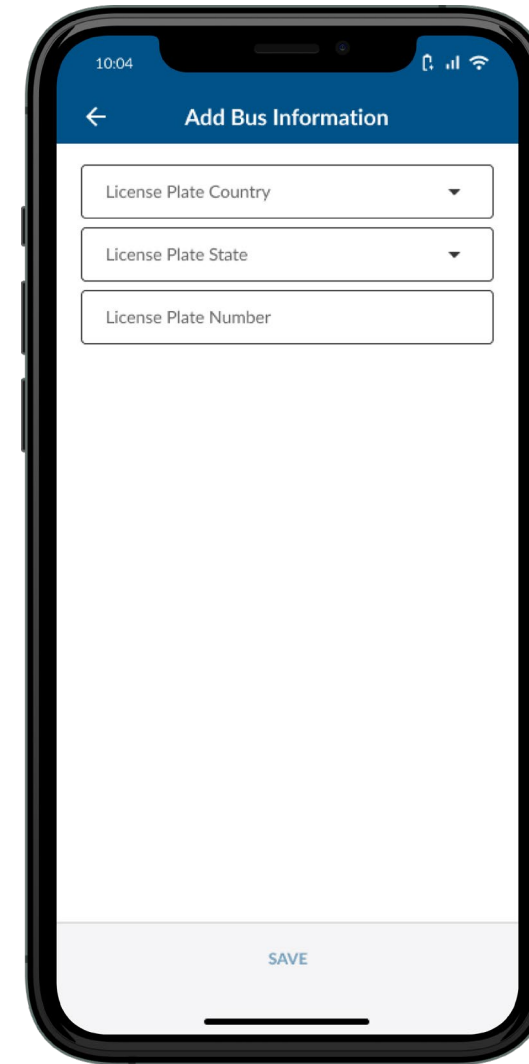 10:04
Add Bus Information
License Plate Country
License Plate State
License Plate Number
SAVE